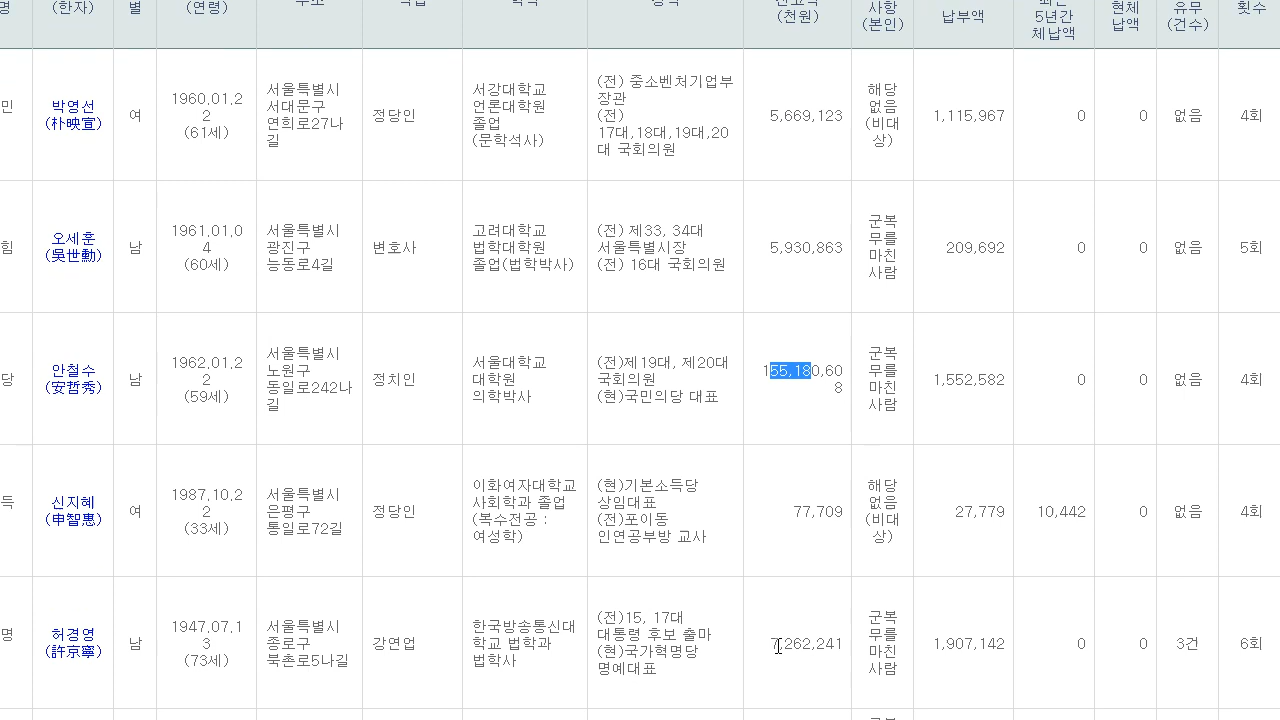 명
(한자)
별
(연령)
(천원)
사항
(본인)
납부액
5년간
체납액
현체
납액
유무
(건수)
횟수
민
박영선
(朴映宣)
여
1960.01.2
2
(61세)
서울특별시
서대문구
연희로27나
길
정당인
서강대학교
언론대학원
졸업
(문학석사)
(전) 중소벤처기업부
장관
(전)
17대,18대,19대,20
대 국회의원
5,669,123
해당
없음
(비대
상)
1,115,967
0
0
없음
4회
힘
오세훈
(吳世勳)
남
1961.01.0
4
(60세)
서울특별시
광진구
능동로4길
변호사
고려대학교
법학대학원
졸업(법학박사)
(전) 제33, 34대
서울특별시장
(전) 16대 국회의원
5,930,863
군복
무를
마친
사람
209,692
0
0
없음
5회
당
안철수
(安哲秀)
남
1962.01.2
2
(59세)
서울특별시
노원구
동일로242나
길
정치인
서울대학교
대학원
의학박사
(전)제19대, 제20대
국회의원
(현)국민의당 대표
155,180,60
8
군복
무를
마친
사람
1,552,582
0
0
없음
4회
득
신지혜
(申智惠)
여
1987.10.2
2
(33세)
서울특별시
은평구
통일로72길
정당인
이화여자대학교
사회학과 졸업
(복수전공 :
여성학)
(현)기본소득당
상임대표
(전)포이동
인연공부방 교사
77,709
해당
없음
(비대
상)
27,779
10,442
0
없음
4회
명
허경영
(許京寧)
남
1947.07.1
3
(73세)
서울특별시
종로구
북촌로5나길
강연업
한국방송통신대
학교 법학과
법학사
(전)15, 17대
대통령 후보 출마
(현)국가혁명당
명예대표
7,262,241
군복
무를
마친
사람
1,907,142
0
0
3건
6회